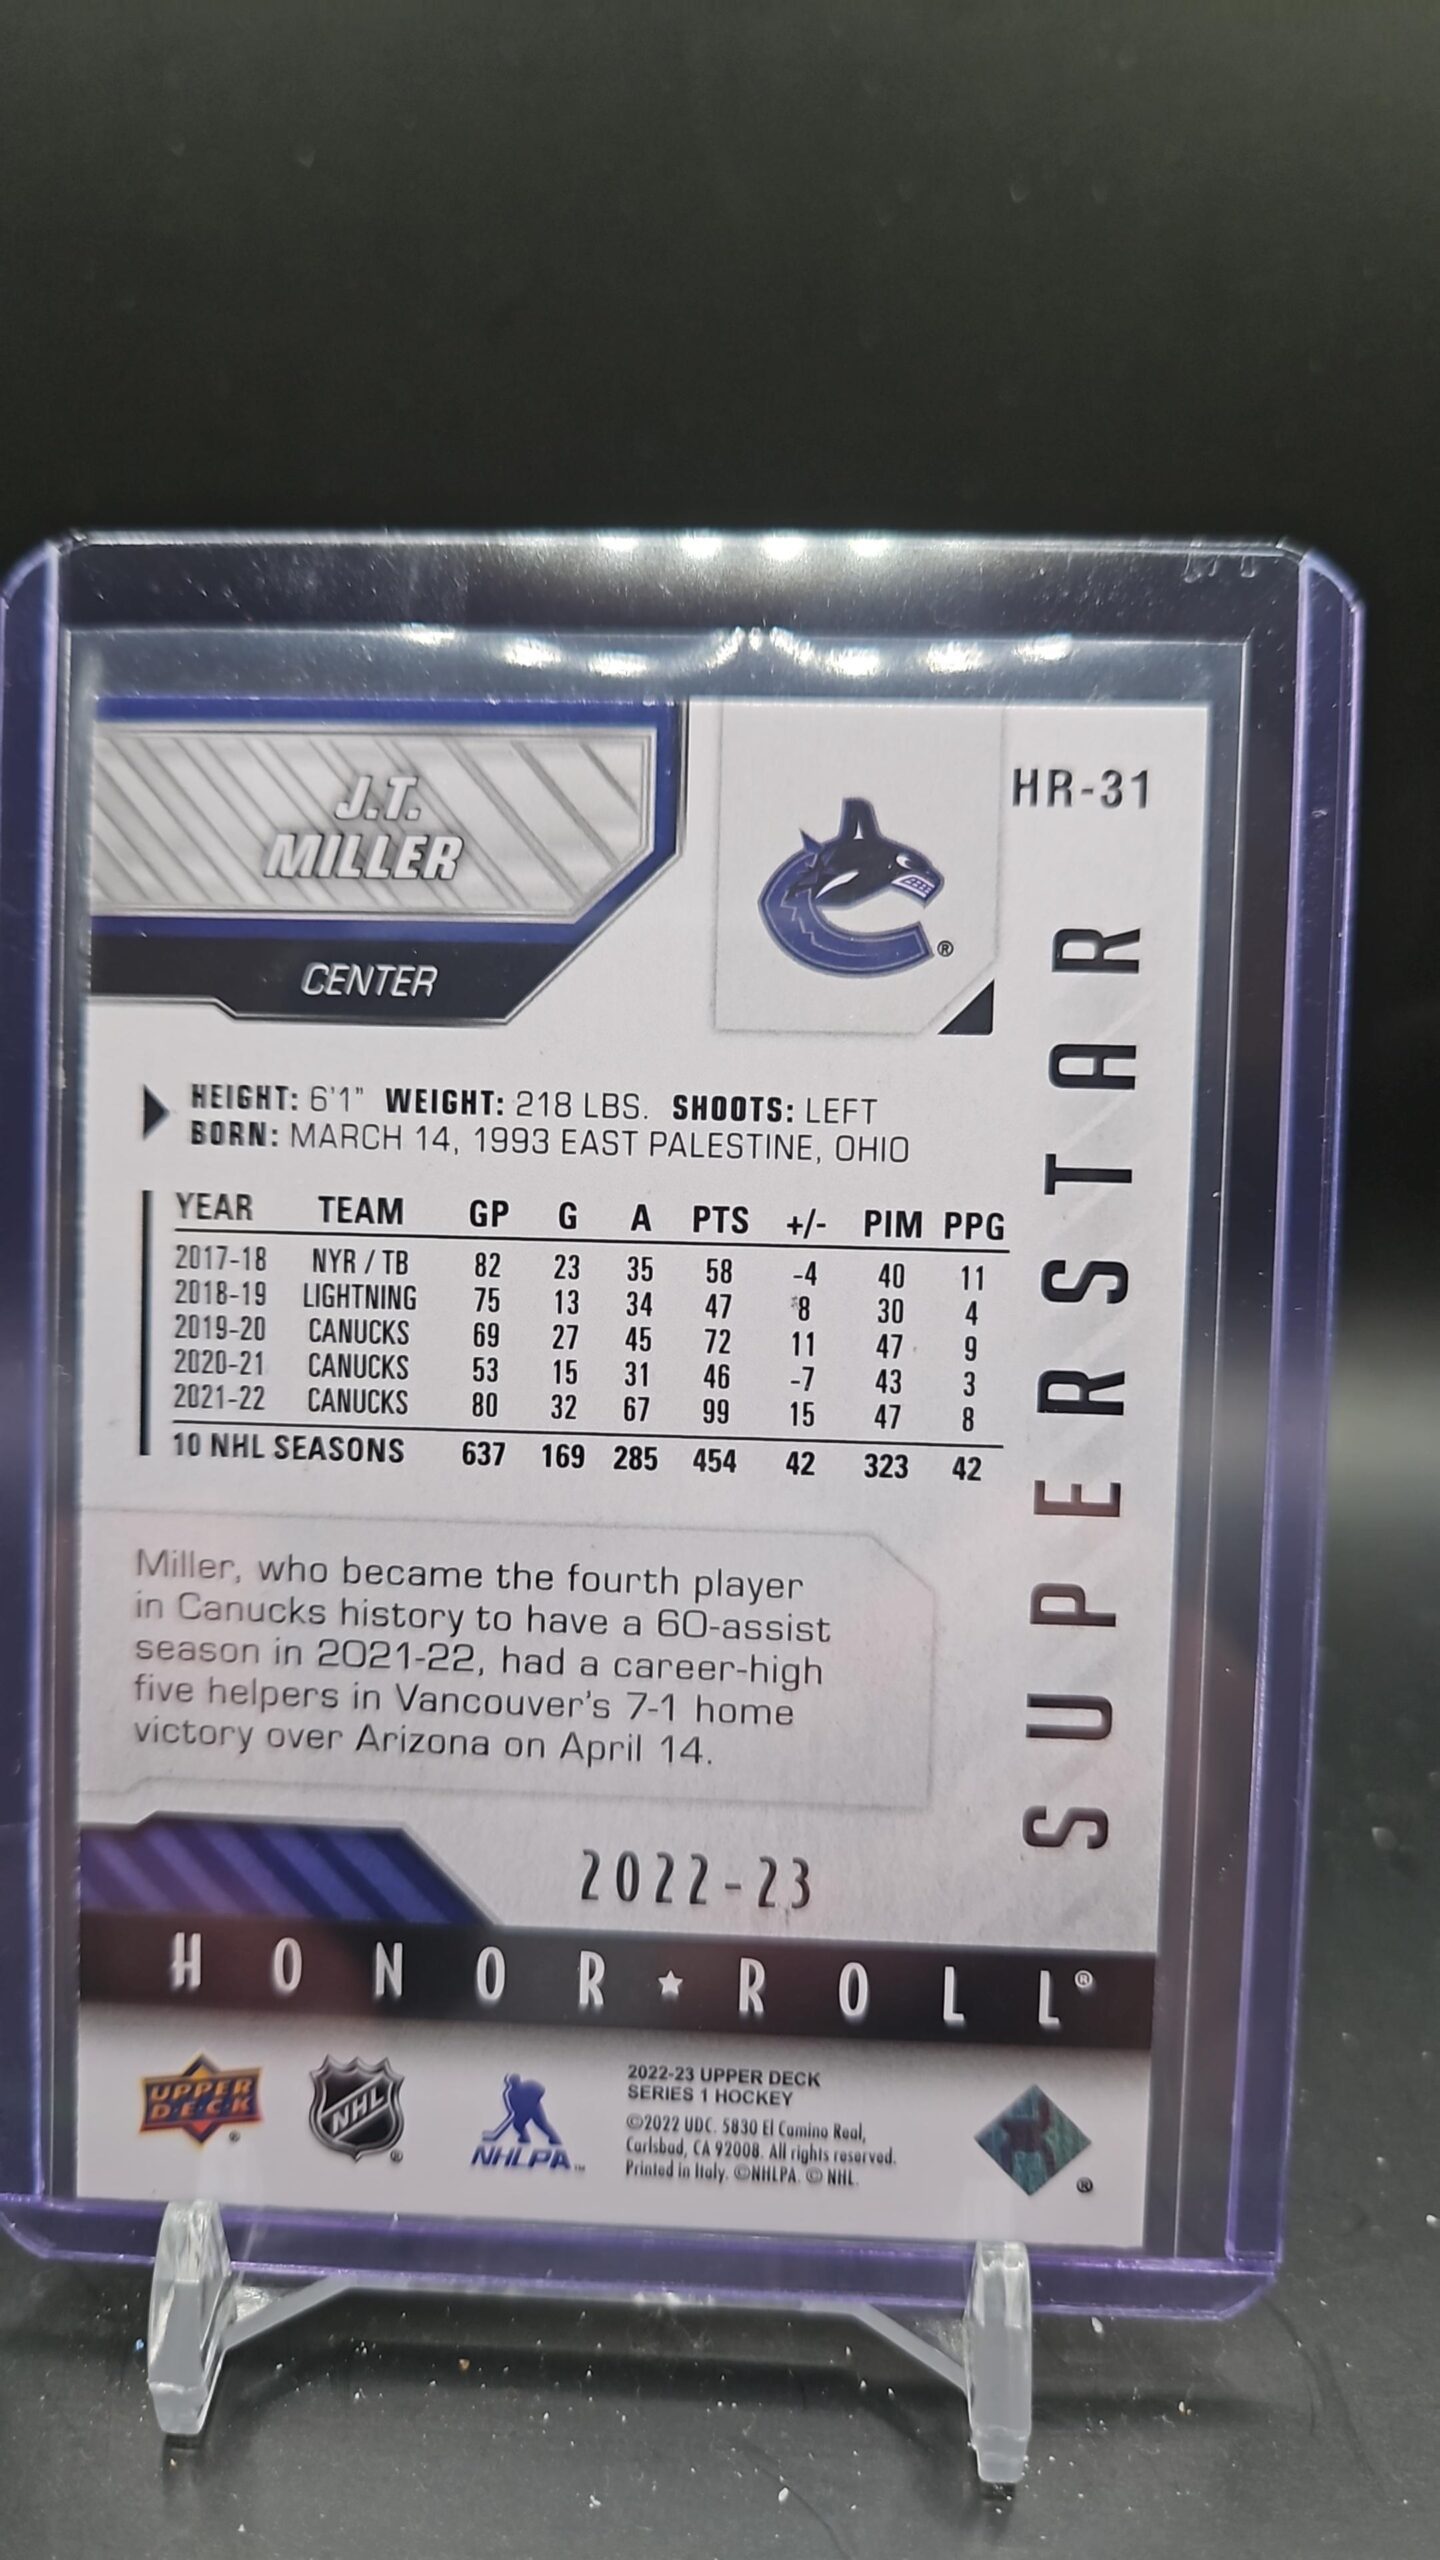 J.T.
MILLER
CENTER
HR-31
®
SUPERSTAR
HEIGHT: 6'1" WEIGHT: 218 LBS. SHOOTS: LEFT
BORN: MARCH 14, 1993 EAST PALESTINE, OHIO
YEAR TEAM GP G A PTS +/- PIM PPG
2017-18 NYR / TB 82 23 35 58 -4 40 11
2018-19 LIGHTNING 75 13 34 47 8 30 4
2019-20 CANUCKS 69 27 45 72 11 47 9
2020-21 CANUCKS 53 15 31 46 -7 43 3
2021-22 CANUCKS 80 32 67 99 15 47 8
10 NHL SEASONS 637 169 285 454 42 323 42
Miller, who became the fourth player
in Canucks history to have a 60-assist
season in 2021-22, had a career-high
five helpers in Vancouver's 7-1 home
victory over Arizona on April 14.
2022-23
HONOR★ROLL®
UPPER
DECK®
NHL®
NHLPA™
2022-23 UPPER DECK
SERIES 1 HOCKEY
©2022 UDC. 5830 El Camino Real,
Carlsbad, CA 92008. All rights reserved.
Printed in Italy. ©NHLPA. © NHL.
®